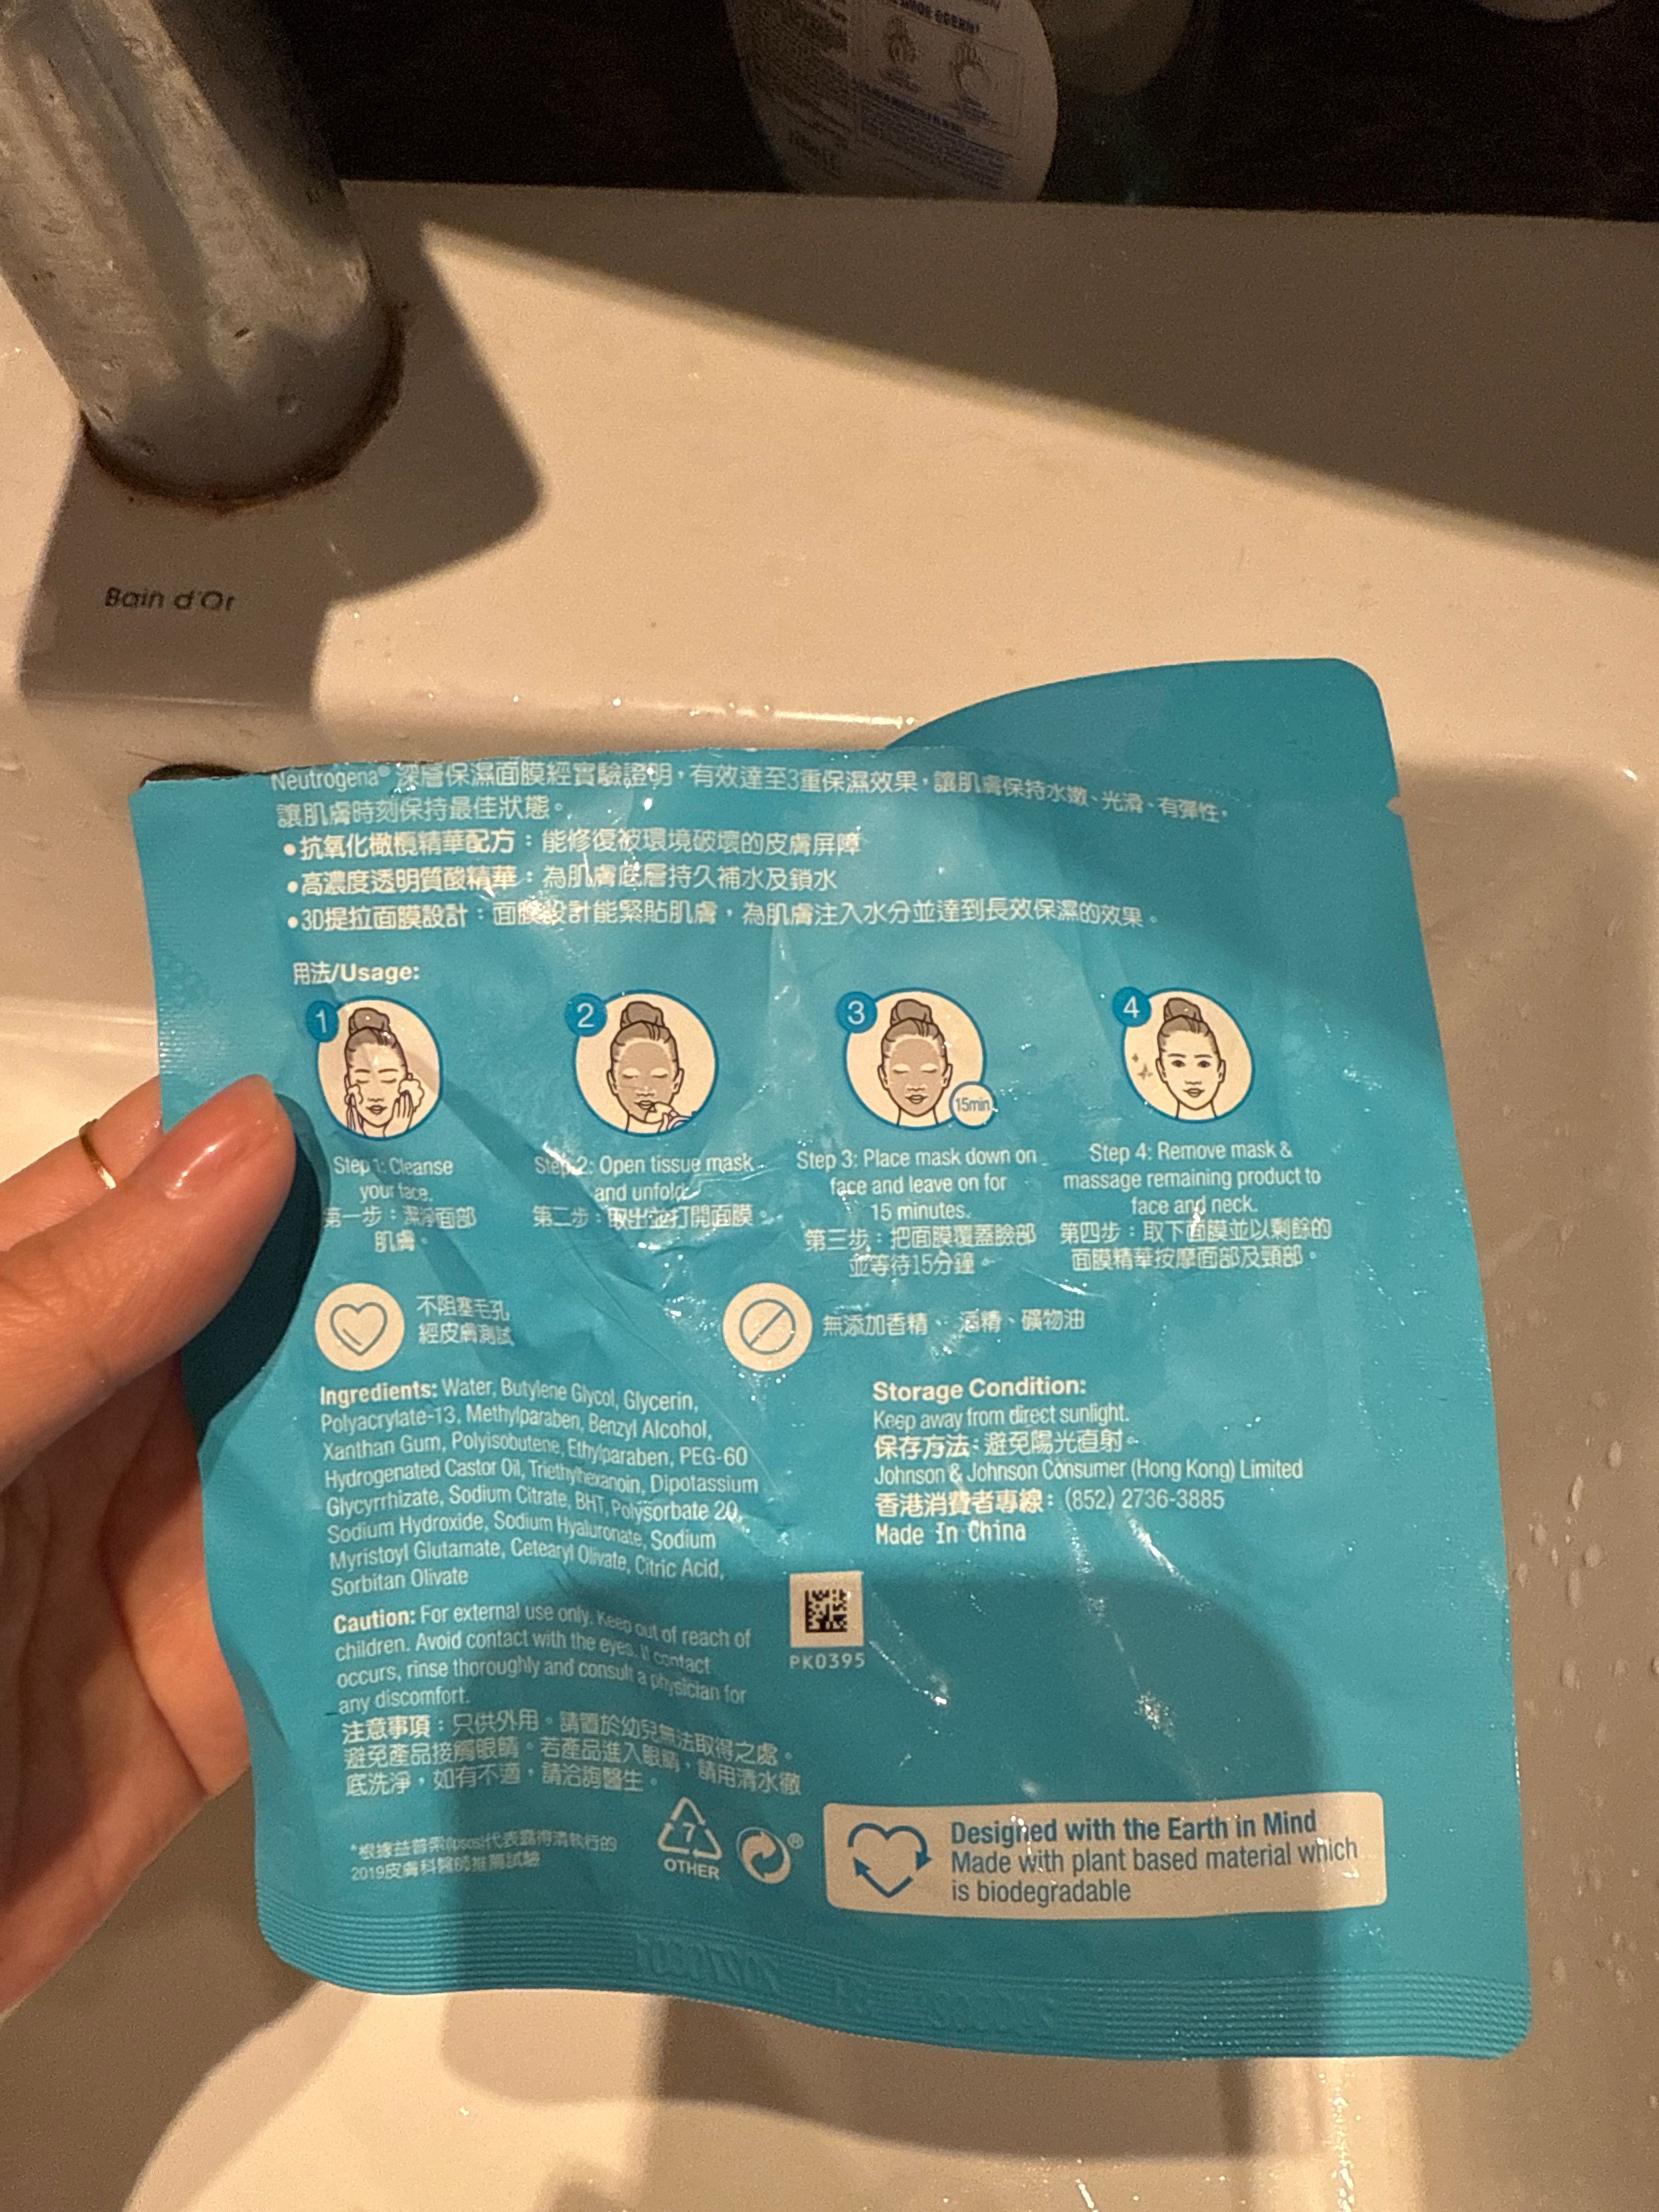 Bain d'Or
Neutrogena® 深層保濕面膜經實驗證明，有效達至3重保濕效果，讓肌膚保持水嫩、光滑、有彈性，
讓肌膚時刻保持最佳狀態。
•抗氧化橄欖精華配方：能修復被環境破壞的皮膚屏障
•高濃度透明質酸精華：為肌膚底層持久補水及鎖水
•3D提拉面膜設計：面膜設計能緊貼肌膚，為肌膚注入水分並達到長效保濕的效果。
用法/Usage:
1
2
3
15min
4
Step 1: Cleanse
your face.
第一步：潔淨面部
肌膚。
Step 2: Open tissue mask
and unfold.
第二步：取出並打開面膜。
Step 3: Place mask down on
face and leave on for
15 minutes.
第三步：把面膜覆蓋臉部
並等待15分鐘。
Step 4: Remove mask &
massage remaining product to
face and neck.
第四步：取下面膜並以剩餘的
面膜精華按摩面部及頸部。
不阻塞毛孔
經皮膚測試
無添加香精、酒精、礦物油
Ingredients: Water, Butylene Glycol, Glycerin,
Polyacrylate-13, Methylparaben, Benzyl Alcohol,
Xanthan Gum, Polyisobutene, Ethylparaben, PEG-60
Hydrogenated Castor Oil, Triethylhexanoin, Dipotassium
Glycyrrhizate, Sodium Citrate, BHT, Polysorbate 20,
Sodium Hydroxide, Sodium Hyaluronate, Sodium
Myristoyl Glutamate, Cetearyl Olivate, Citric Acid,
Sorbitan Olivate
Caution: For external use only. Keep out of reach of
children. Avoid contact with the eyes. If contact
occurs, rinse thoroughly and consult a physician for
any discomfort.
注意事項：只供外用。請置於幼兒無法取得之處。
避免產品接觸眼睛。若產品進入眼睛，請用清水徹
底洗淨，如有不適，請洽詢醫生。
Storage Condition:
Keep away from direct sunlight.
保存方法：避免陽光直射。
Johnson & Johnson Consumer (Hong Kong) Limited
香港消費者專線：(852) 2736-3885
Made In China
PK0395
*根據益普索(Ipsos)代表露得清執行的
2019皮膚科醫師推薦試驗
7
OTHER
®
Designed with the Earth in Mind
Made with plant based material which
is biodegradable